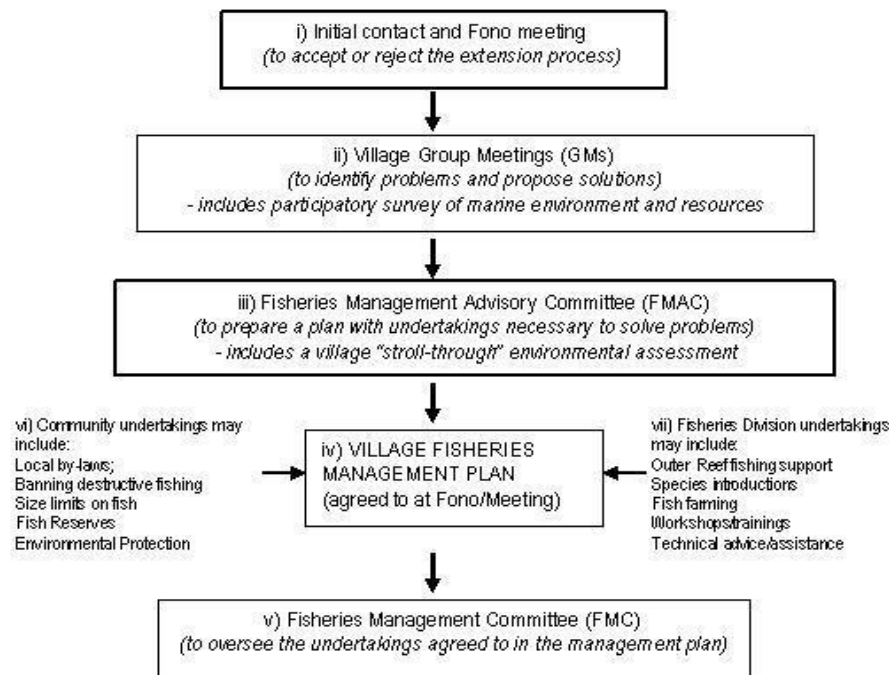 i) Initial contact and Fono meeting
(to accept or reject the extension process)
ii) Village Group Meetings (GMs)
(to identify problems and propose solutions)
- includes participatory survey of marine environment and resources
iii) Fisheries Management Advisory Committee (FMAC)
(to prepare a plan with undertakings necessary to solve problems)
- includes a village "stroll-through" environmental assessment
vi) Community undertakings may
include:
Local by-laws;
Banning destructive fishing
Size limits on fish
Fish Reserves
Environmental Protection
iv) VILLAGE FISHERIES
MANAGEMENT PLAN
(agreed to at Fono/Meeting)
vii) Fisheries Division undertakings
may include:
Outer Reef fishing support
Species introductions
Fish farming
Workshops/trainings
Technical advice/assistance
v) Fisheries Management Committee (FMC)
(to oversee the undertakings agreed to in the management plan)